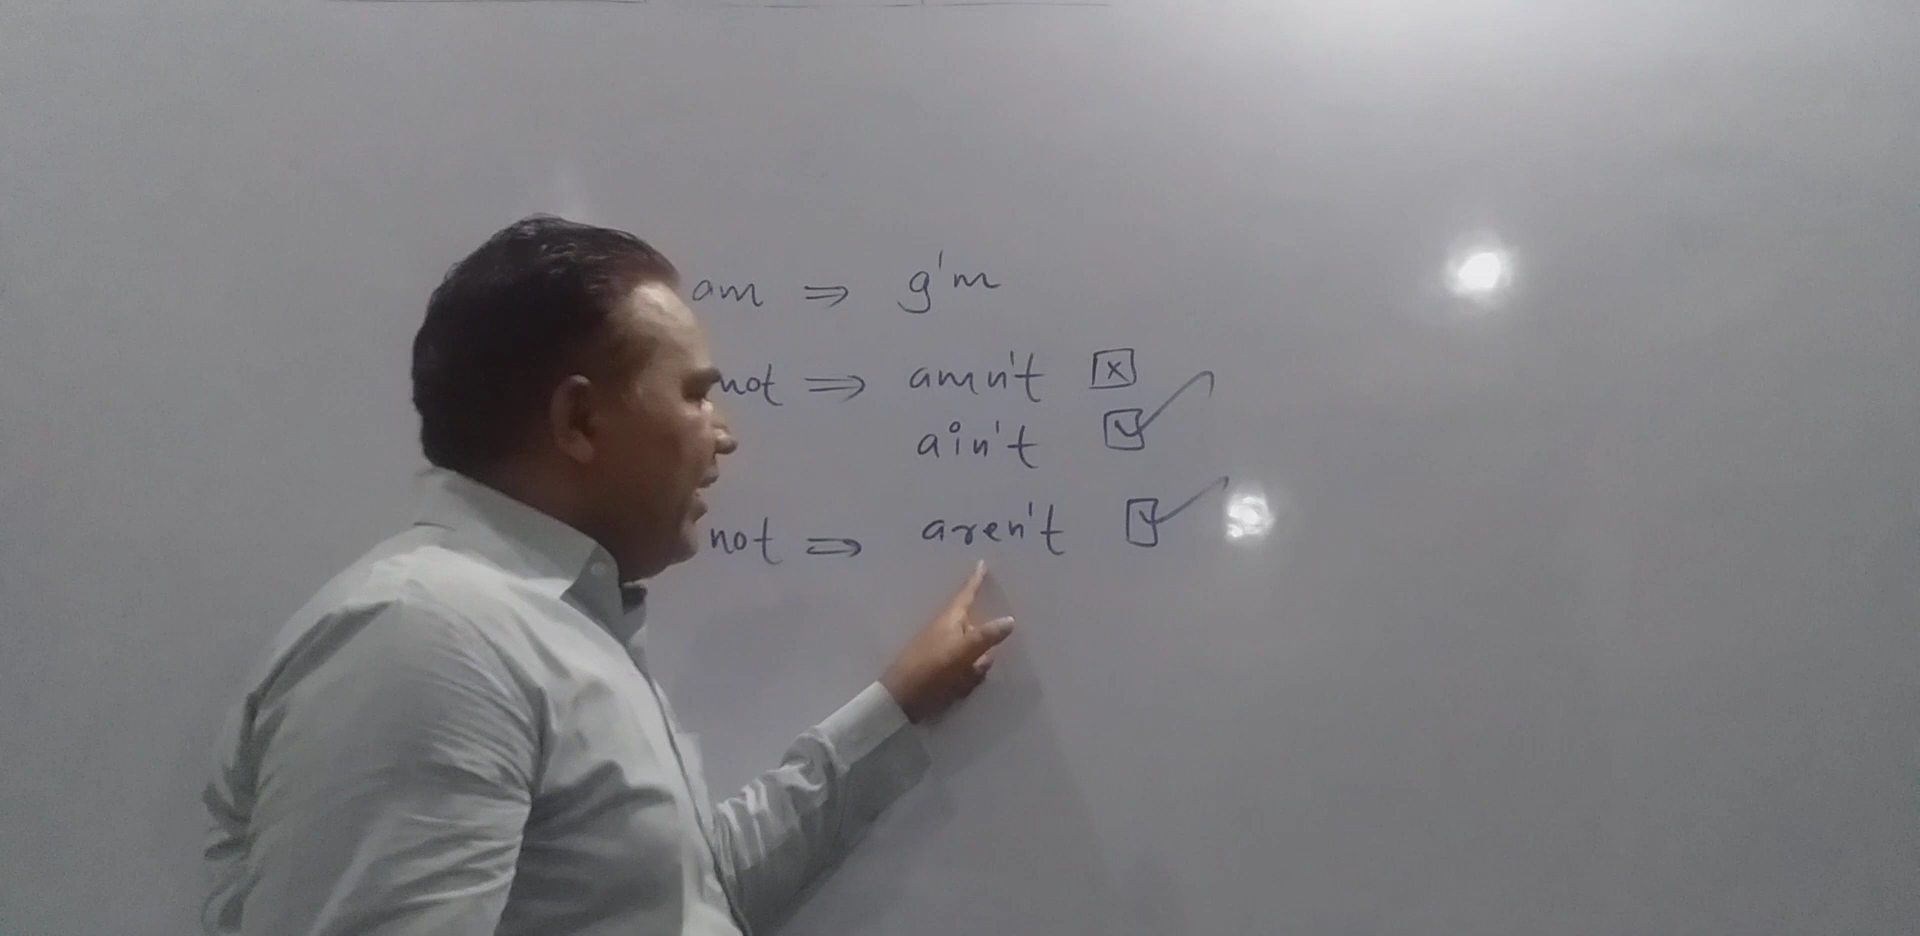 am ⇒ I'm
not ⇒ amn't ☒
ain't ☑
not ⇒ aren't ☑